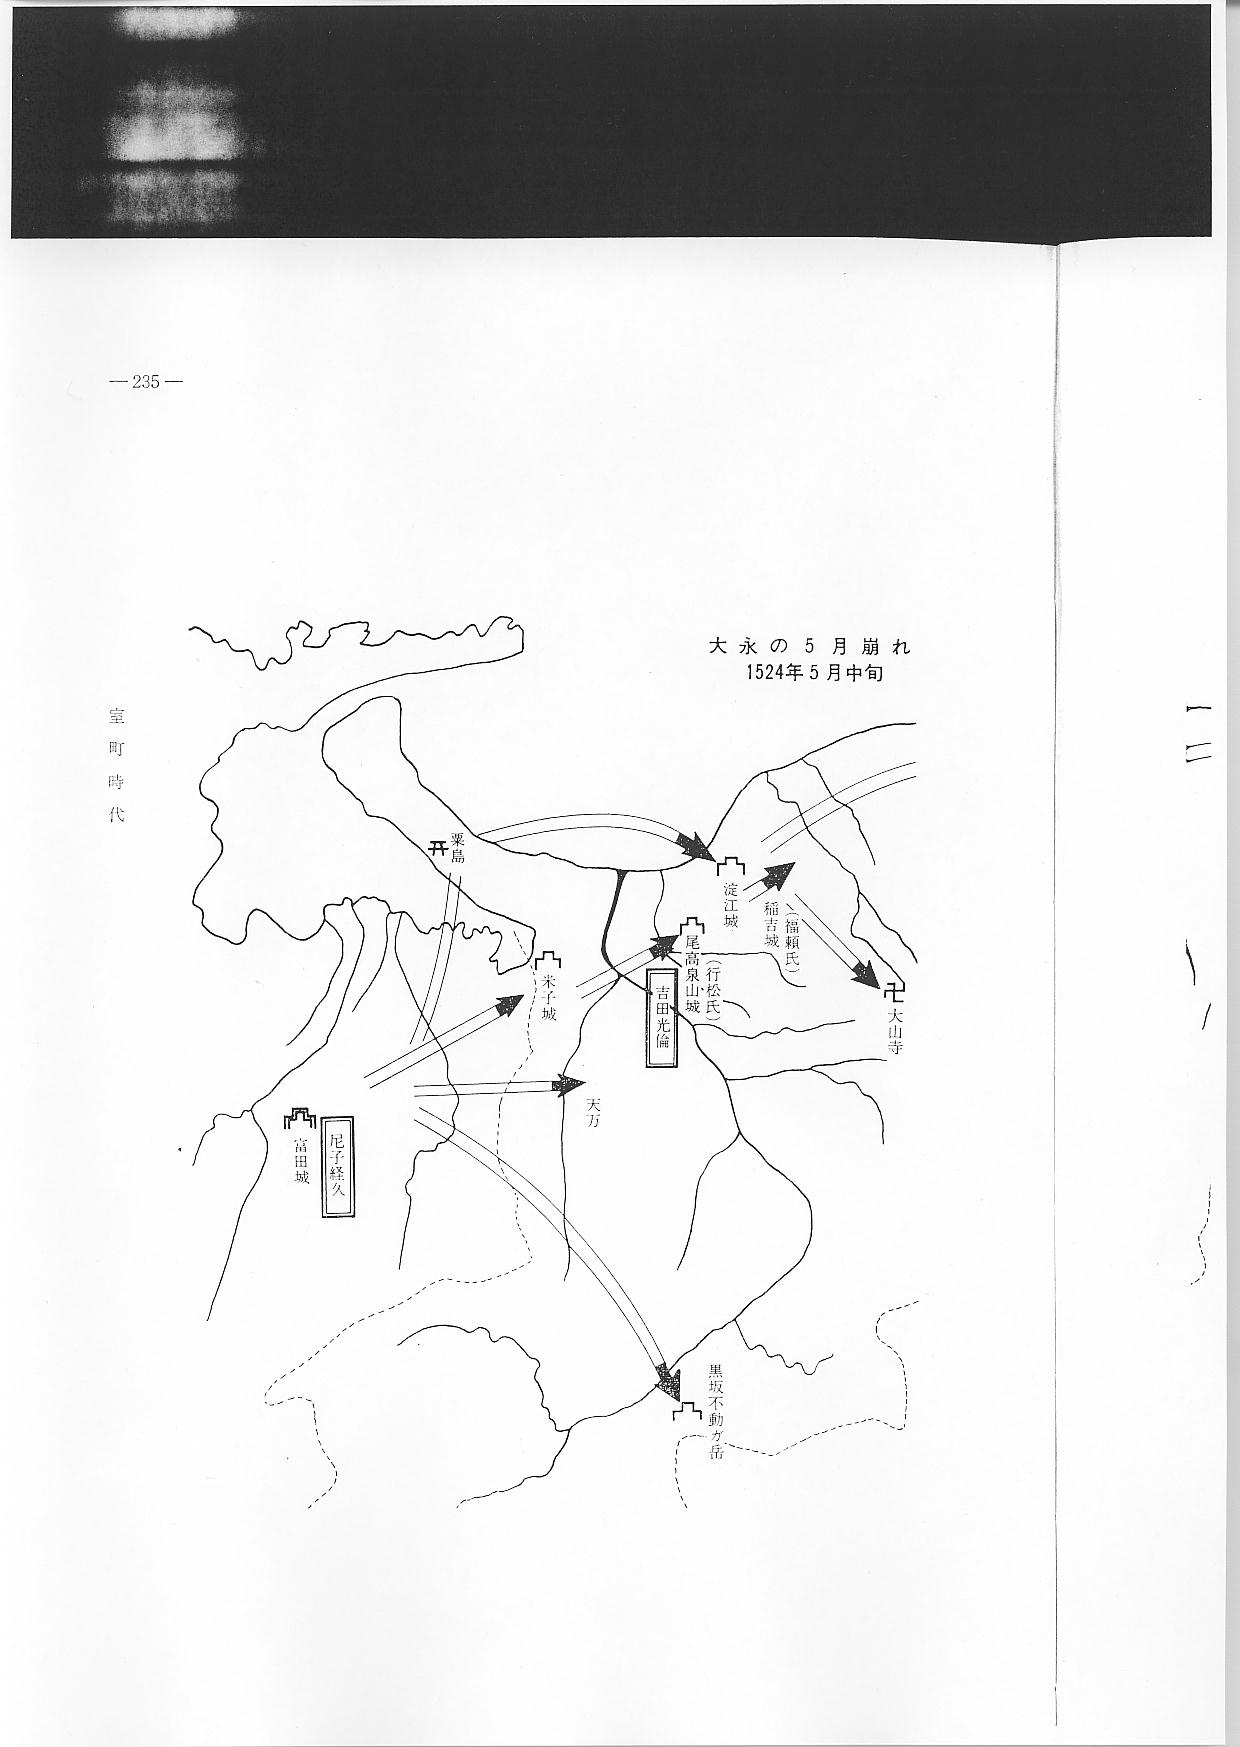 —235—
室町時代
大永の5月崩れ
1524年5月中旬
粟島
淀江城
稲吉城
(福頼氏)
尾高泉山城
(行松氏)
吉田光倫
米子城
大山寺
天万
富田城
尼子経久
黒坂不動ガ岳